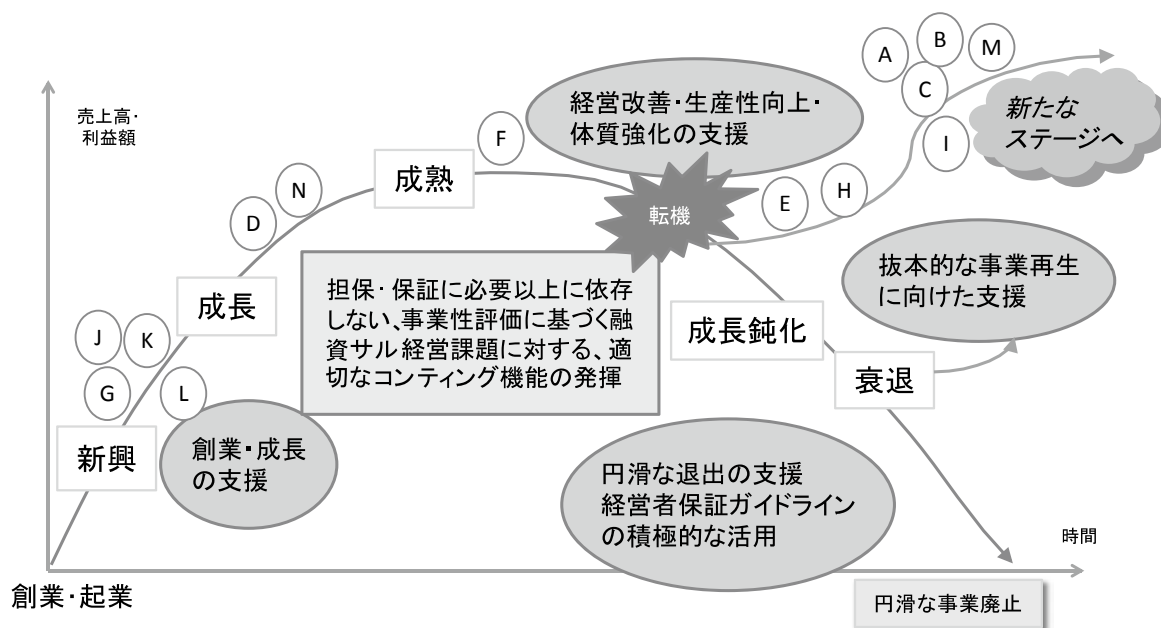 A
B
M
C
I
新たな
ステージへ
売上高・
利益額
経営改善・生産性向上・
体質強化の支援
F
成熟
N
D
E
H
転機
抜本的な事業再生
に向けた支援
担保・保証に必要以上に依存
しない、事業性評価に基づく融
資サル経営課題に対する、適
切なコンティング機能の発揮
成長
成長鈍化
J
K
G
L
衰退
新興
創業・成長
の支援
円滑な退出の支援
経営者保証ガイドライン
の積極的な活用
時間
創業・起業
円滑な事業廃止